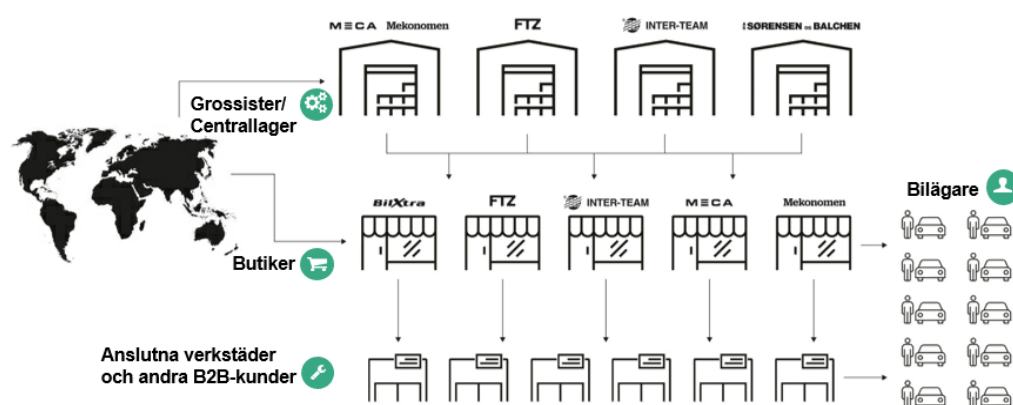 MECA Mekonomen
FTZ
INTER-TEAM
SØRENSEN OG BALCHEN
Grossister/
Centrallager
BilXtra
FTZ
INTER-TEAM
MECA
Mekonomen
Bilägare
Butiker
Anslutna verkstäder
och andra B2B-kunder